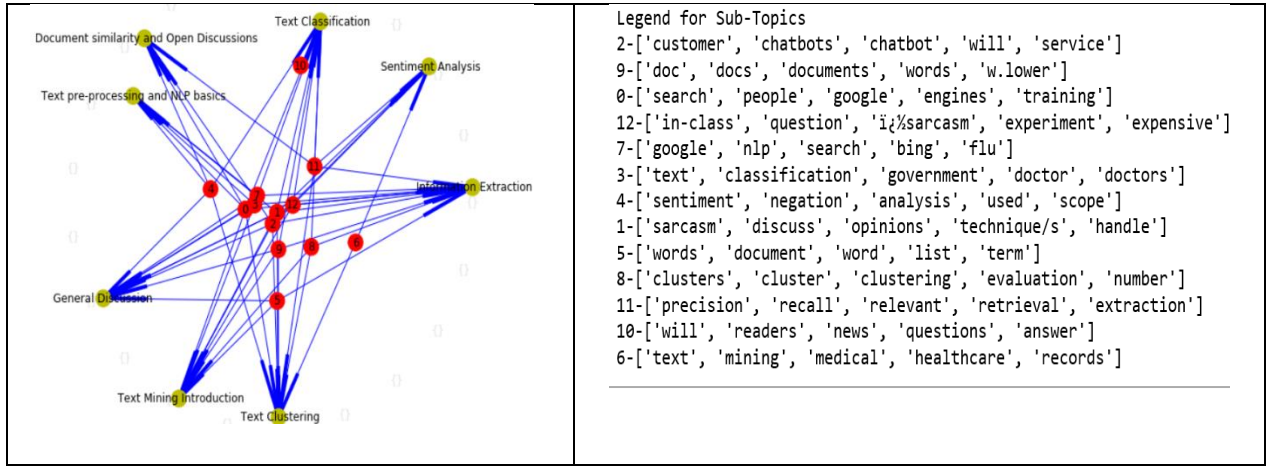 Text Classification
Document similarity and Open Discussions
Sentiment Analysis
10
Text pre-processing and NLP basics
11
Information Extraction
4
7
0
3
12
1
2
9
8
6
General Discussion
5
Text Mining Introduction
Text Clustering
Legend for Sub-Topics
2-['customer', 'chatbots', 'chatbot', 'will', 'service']
9-['doc', 'docs', 'documents', 'words', 'w.lower']
0-['search', 'people', 'google', 'engines', 'training']
12-['in-class', 'question', 'ï¿½sarcasm', 'experiment', 'expensive']
7-['google', 'nlp', 'search', 'bing', 'flu']
3-['text', 'classification', 'government', 'doctor', 'doctors']
4-['sentiment', 'negation', 'analysis', 'used', 'scope']
1-['sarcasm', 'discuss', 'opinions', 'technique/s', 'handle']
5-['words', 'document', 'word', 'list', 'term']
8-['clusters', 'cluster', 'clustering', 'evaluation', 'number']
11-['precision', 'recall', 'relevant', 'retrieval', 'extraction']
10-['will', 'readers', 'news', 'questions', 'answer']
6-['text', 'mining', 'medical', 'healthcare', 'records']